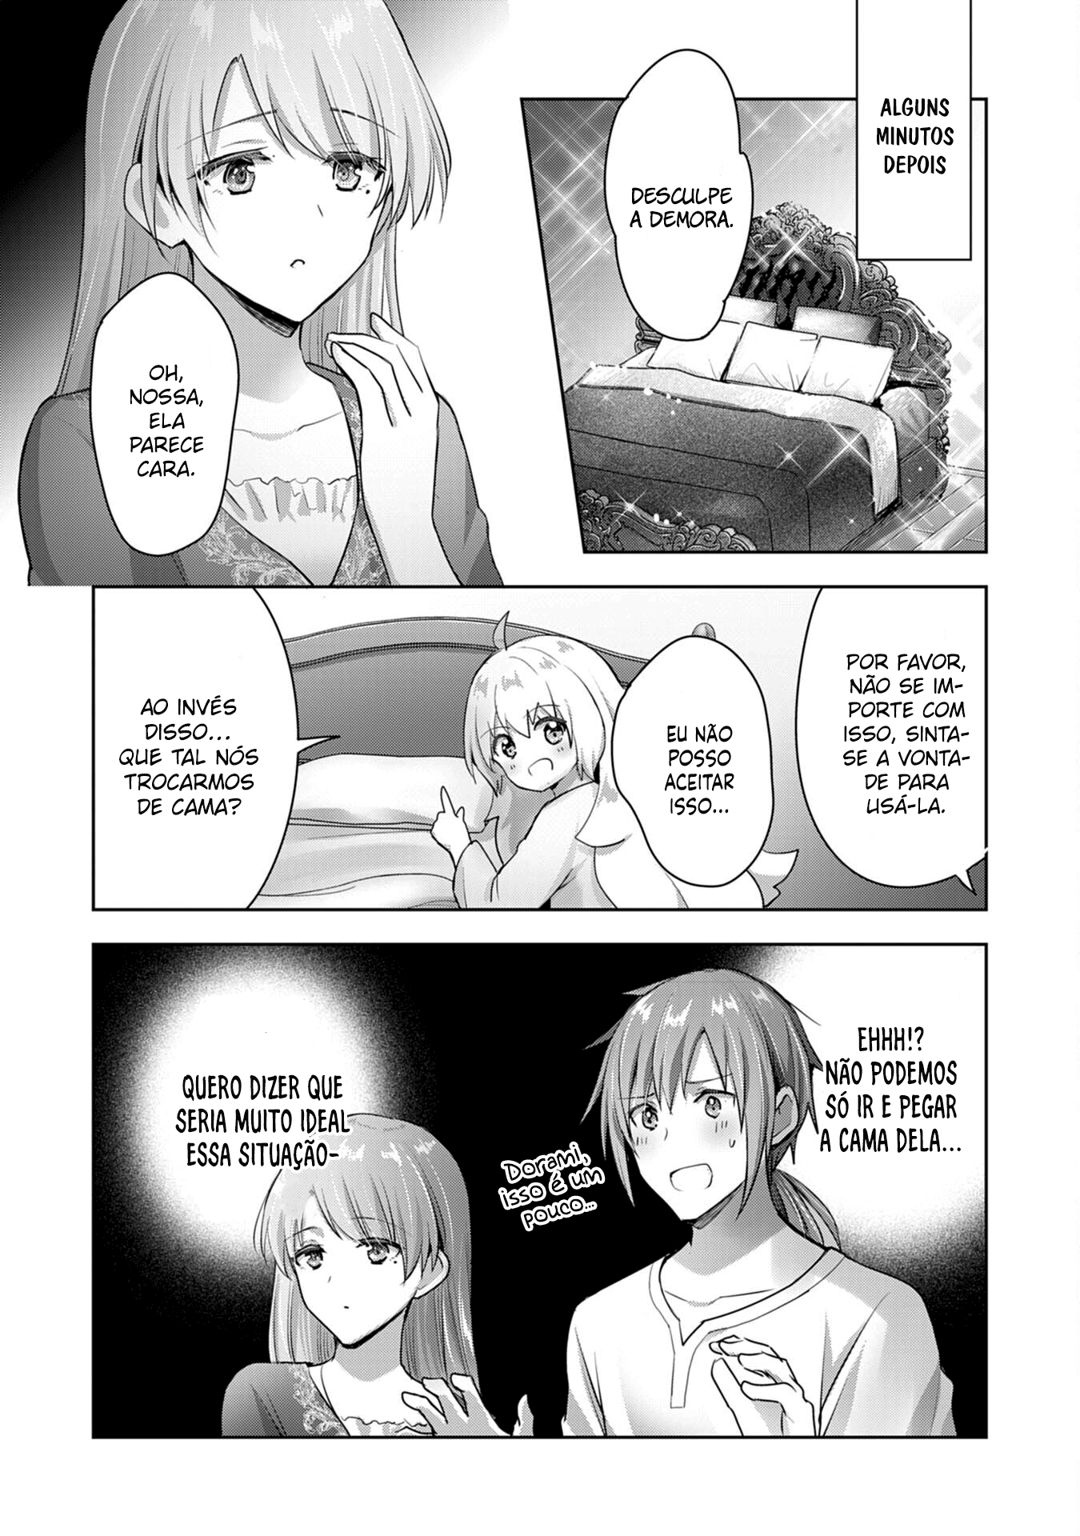 ALGUNS
MINUTOS
DEPOIS
DESCULPE
A DEMORA.
OH,
NOSSA,
ELA
PARECE
CARA.
POR FAVOR,
NÃO SE IM-
PORTE COM
ISSO, SINTA-
SE A VONTA-
DE PARA
USÁ-LA.
EU NÃO
POSSO
ACEITAR
ISSO...
AO INVÉS
DISSO...
QUE TAL NÓS
TROCARMOS
DE CAMA?
EHHH!?
NÃO PODEMOS
SÓ IR E PEGAR
A CAMA DELA...
Dorami,
isso é um
pouco...
QUERO DIZER QUE
SERIA MUITO IDEAL
ESSA SITUAÇÃO-